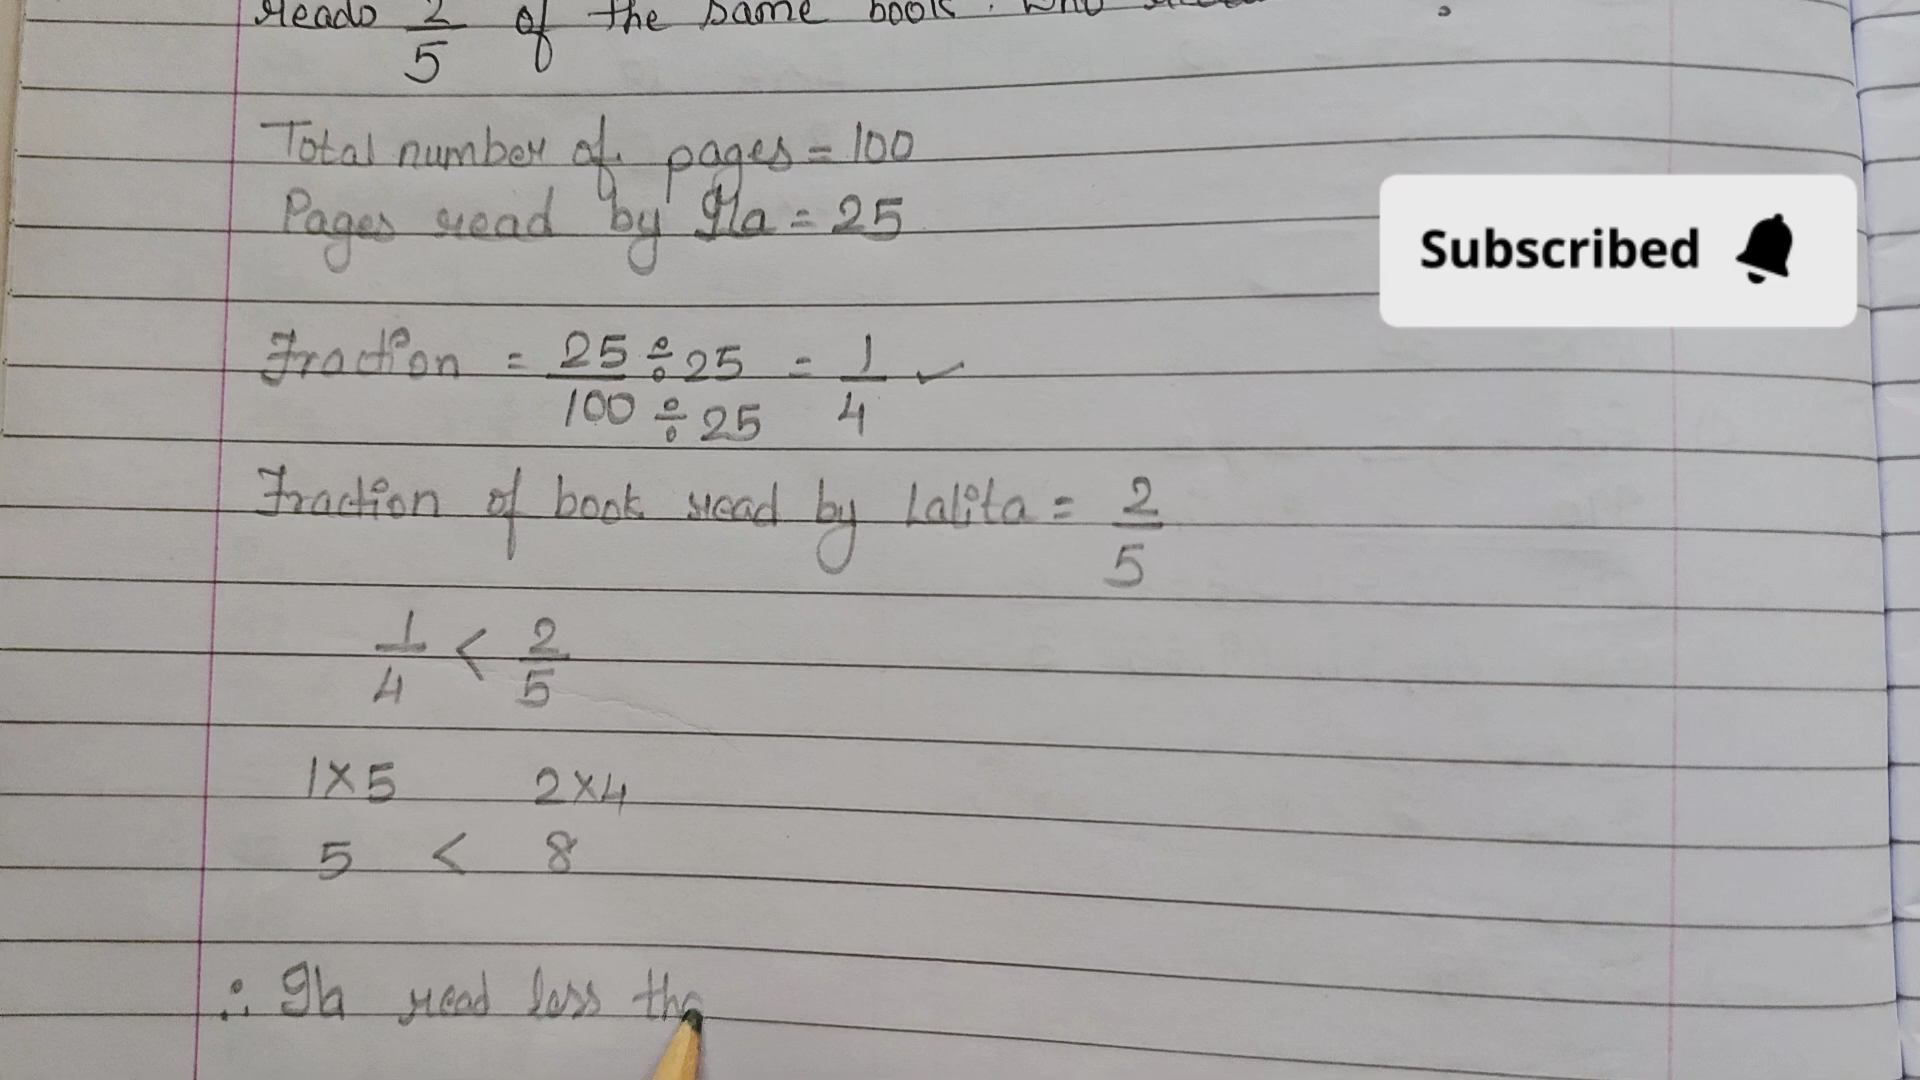 reads 2/5 of the same book. Who
Total number of pages = 100
Pages read by Ila = 25
Subscribed
Fraction = 25 ÷ 25 / 100 ÷ 25 = 1/4 ✓
Fraction of book read by Lalita = 2/5
1/4 < 2/5
1×5 2×4
5 < 8
∴ Ila read less tha